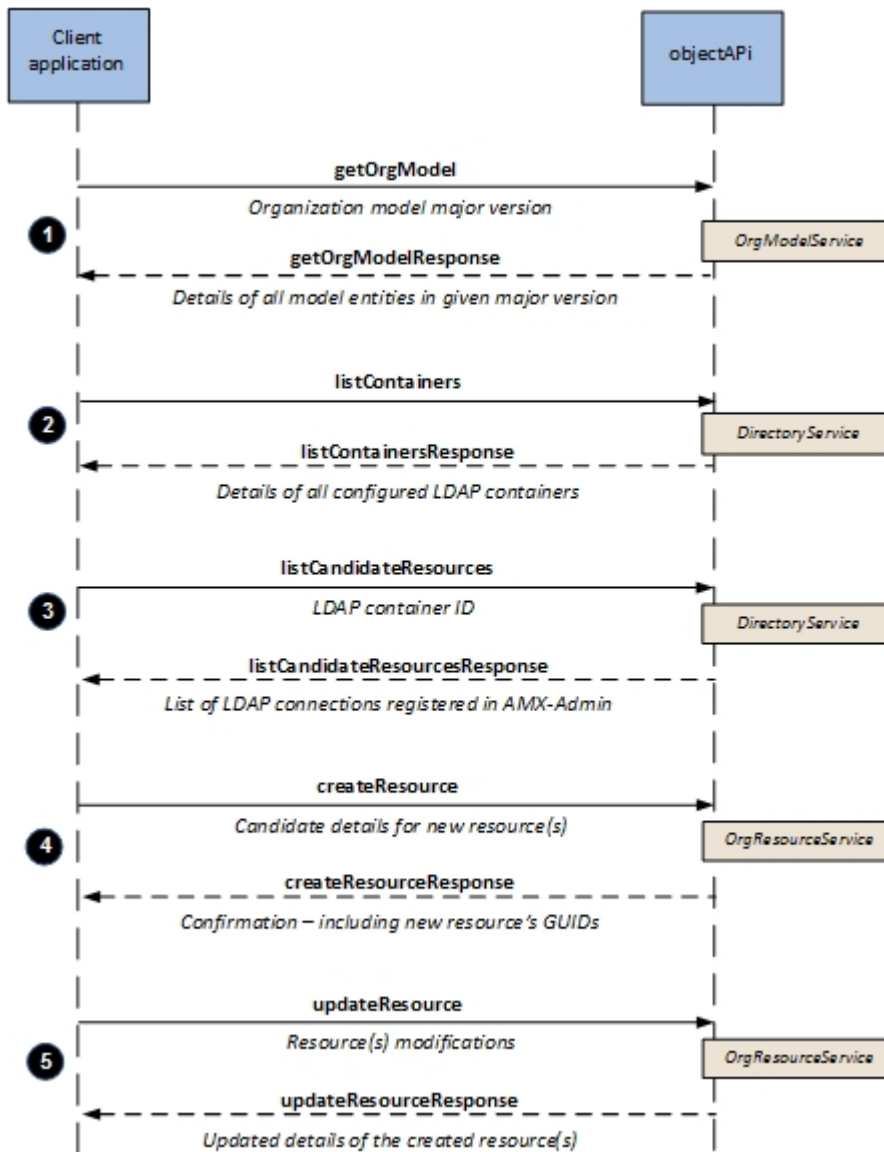 Client
application
objectAPi
getOrgModel
Organization model major version
1
OrgModelService
getOrgModelResponse
Details of all model entities in given major version
listContainers
2
DirectoryService
listContainersResponse
Details of all configured LDAP containers
listCandidateResources
3
LDAP container ID
DirectoryService
listCandidateResourcesResponse
List of LDAP connections registered in AMX-Admin
createResource
Candidate details for new resource(s)
4
OrgResourceService
createResourceResponse
Confirmation – including new resource's GUIDs
updateResource
Resource(s) modifications
5
OrgResourceService
updateResourceResponse
Updated details of the created resource(s)